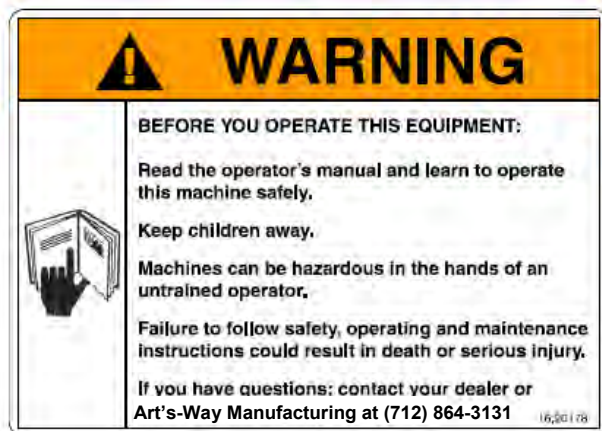 WARNING
BEFORE YOU OPERATE THIS EQUIPMENT:
Read the operator's manual and learn to operate
this machine safely.
Keep children away.
Machines can be hazardous in the hands of an
untrained operator.
Failure to follow safety, operating and maintenance
instructions could result in death or serious injury.
If you have questions: contact your dealer or
Art's-Way Manufacturing at (712) 864-3131